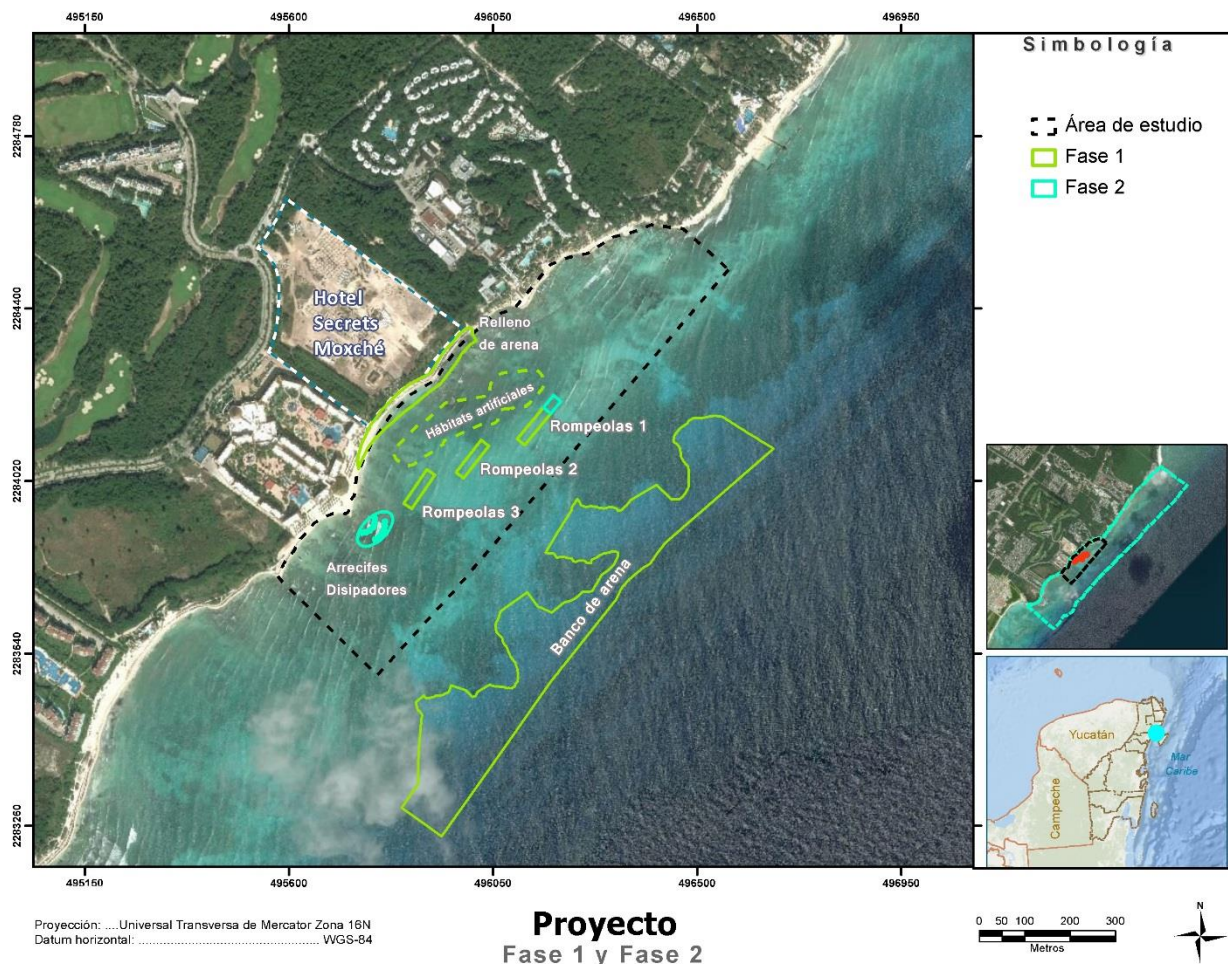 495150 495600 496050 496500 496950
2284780
2284400
2284020
2283640
2283260
Hotel
Secrets
Moxché
Relleno
de arena
Hábitats artificiales
Rompeolas 1
Rompeolas 2
Rompeolas 3
Arrecifes
Disipadores
Banco de arena
495150 495600 496050 496500 496950
Simbología
Área de estudio
Fase 1
Fase 2
Yucatán
Campeche
Mar
Caribe
Proyección: ....Universal Transversa de Mercator Zona 16N
Datum horizontal: ................................................ WGS-84
Proyecto
Fase 1 y Fase 2
0 50 100 200 300
Metros
N